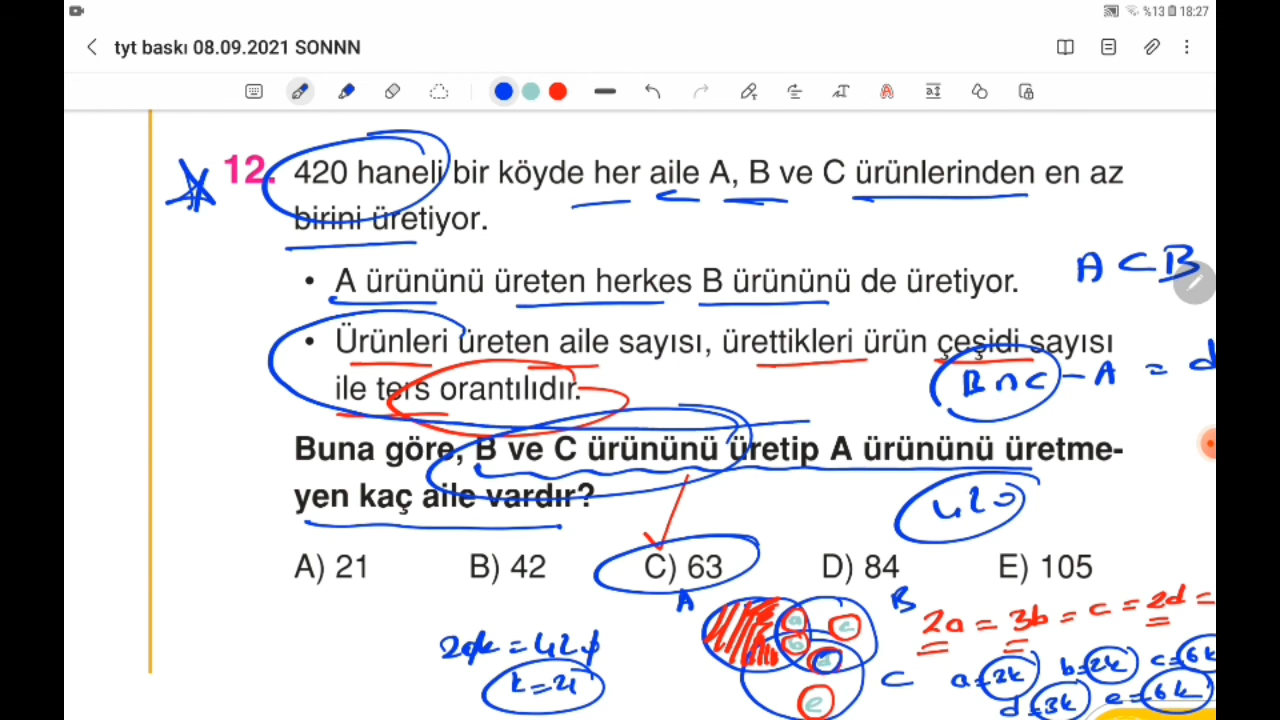 %13 18:27
tyt baskı 08.09.2021 SONNN
12. 420 haneli bir köyde her aile A, B ve C ürünlerinden en az
birini üretiyor.
• A ürününü üreten herkes B ürününü de üretiyor.
A ⊂ B
• Ürünleri üreten aile sayısı, ürettikleri ürün çeşidi sayısı
ile ters orantılıdır.
B ∩ C - A = d
Buna göre, B ve C ürününü üretip A ürününü üretme-
yen kaç aile vardır?
420
A) 21 B) 42 C) 63 D) 84 E) 105
A B C
a c b d e
2a = 3b = c = 2d =
20k = 420
k = 21
a = 3k b = 2k c = 6k
d = 3k e = 6k